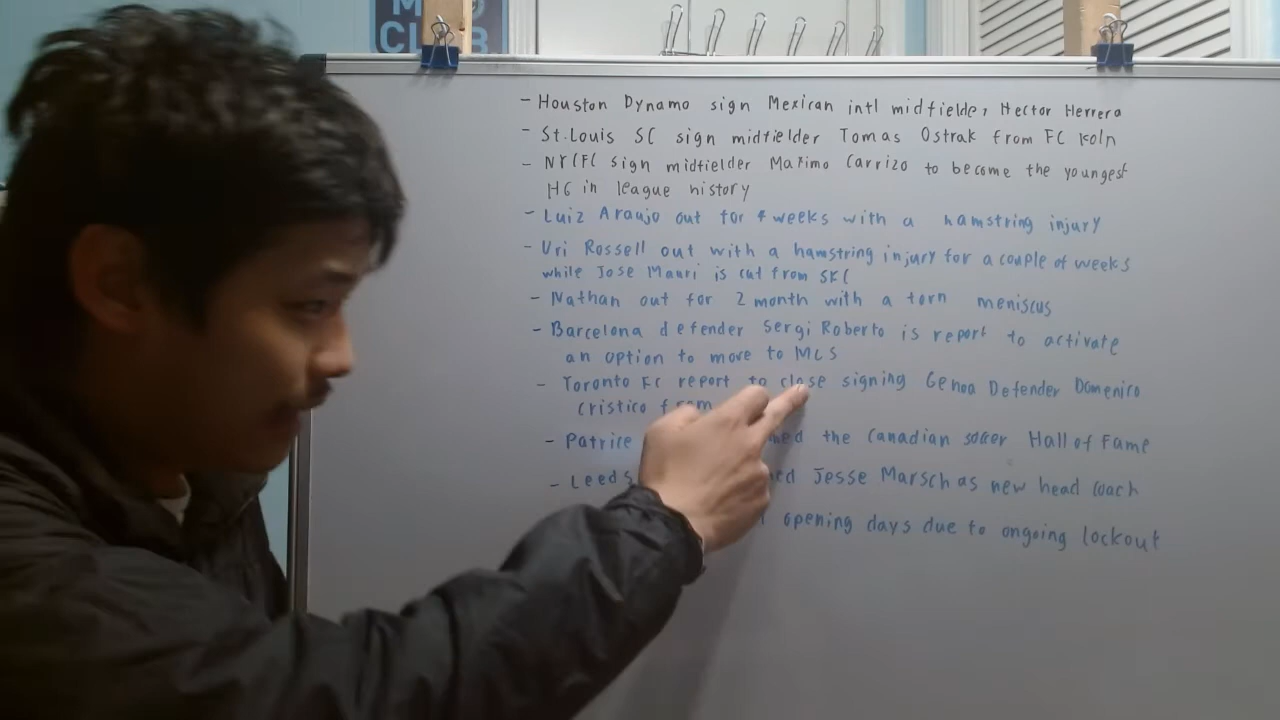 CL B
- Houston Dynamo sign Mexican intl midfielder Hector Herrera
- St.Louis SC sign midfielder Tomas Ostrak from FC Koln
- NYCFC sign midfielder Maximo Carrizo to become the youngest
HG in league history
- Luiz Araujo out for 4 weeks with a hamstring injury
- Uri Rossell out with a hamstring injury for a couple of weeks
while Jose Mauri is cut from SKC
- Nathan out for 2 month with a torn meniscus
- Barcelona defender Sergi Roberto is report to activate
an option to move to MLS
- Toronto FC report to close signing Genoa Defender Domenico
Cristico from
- Patrice the Canadian soccer Hall of Fame
- Leeds Jesse Marsch as new head coach
opening days due to ongoing lockout